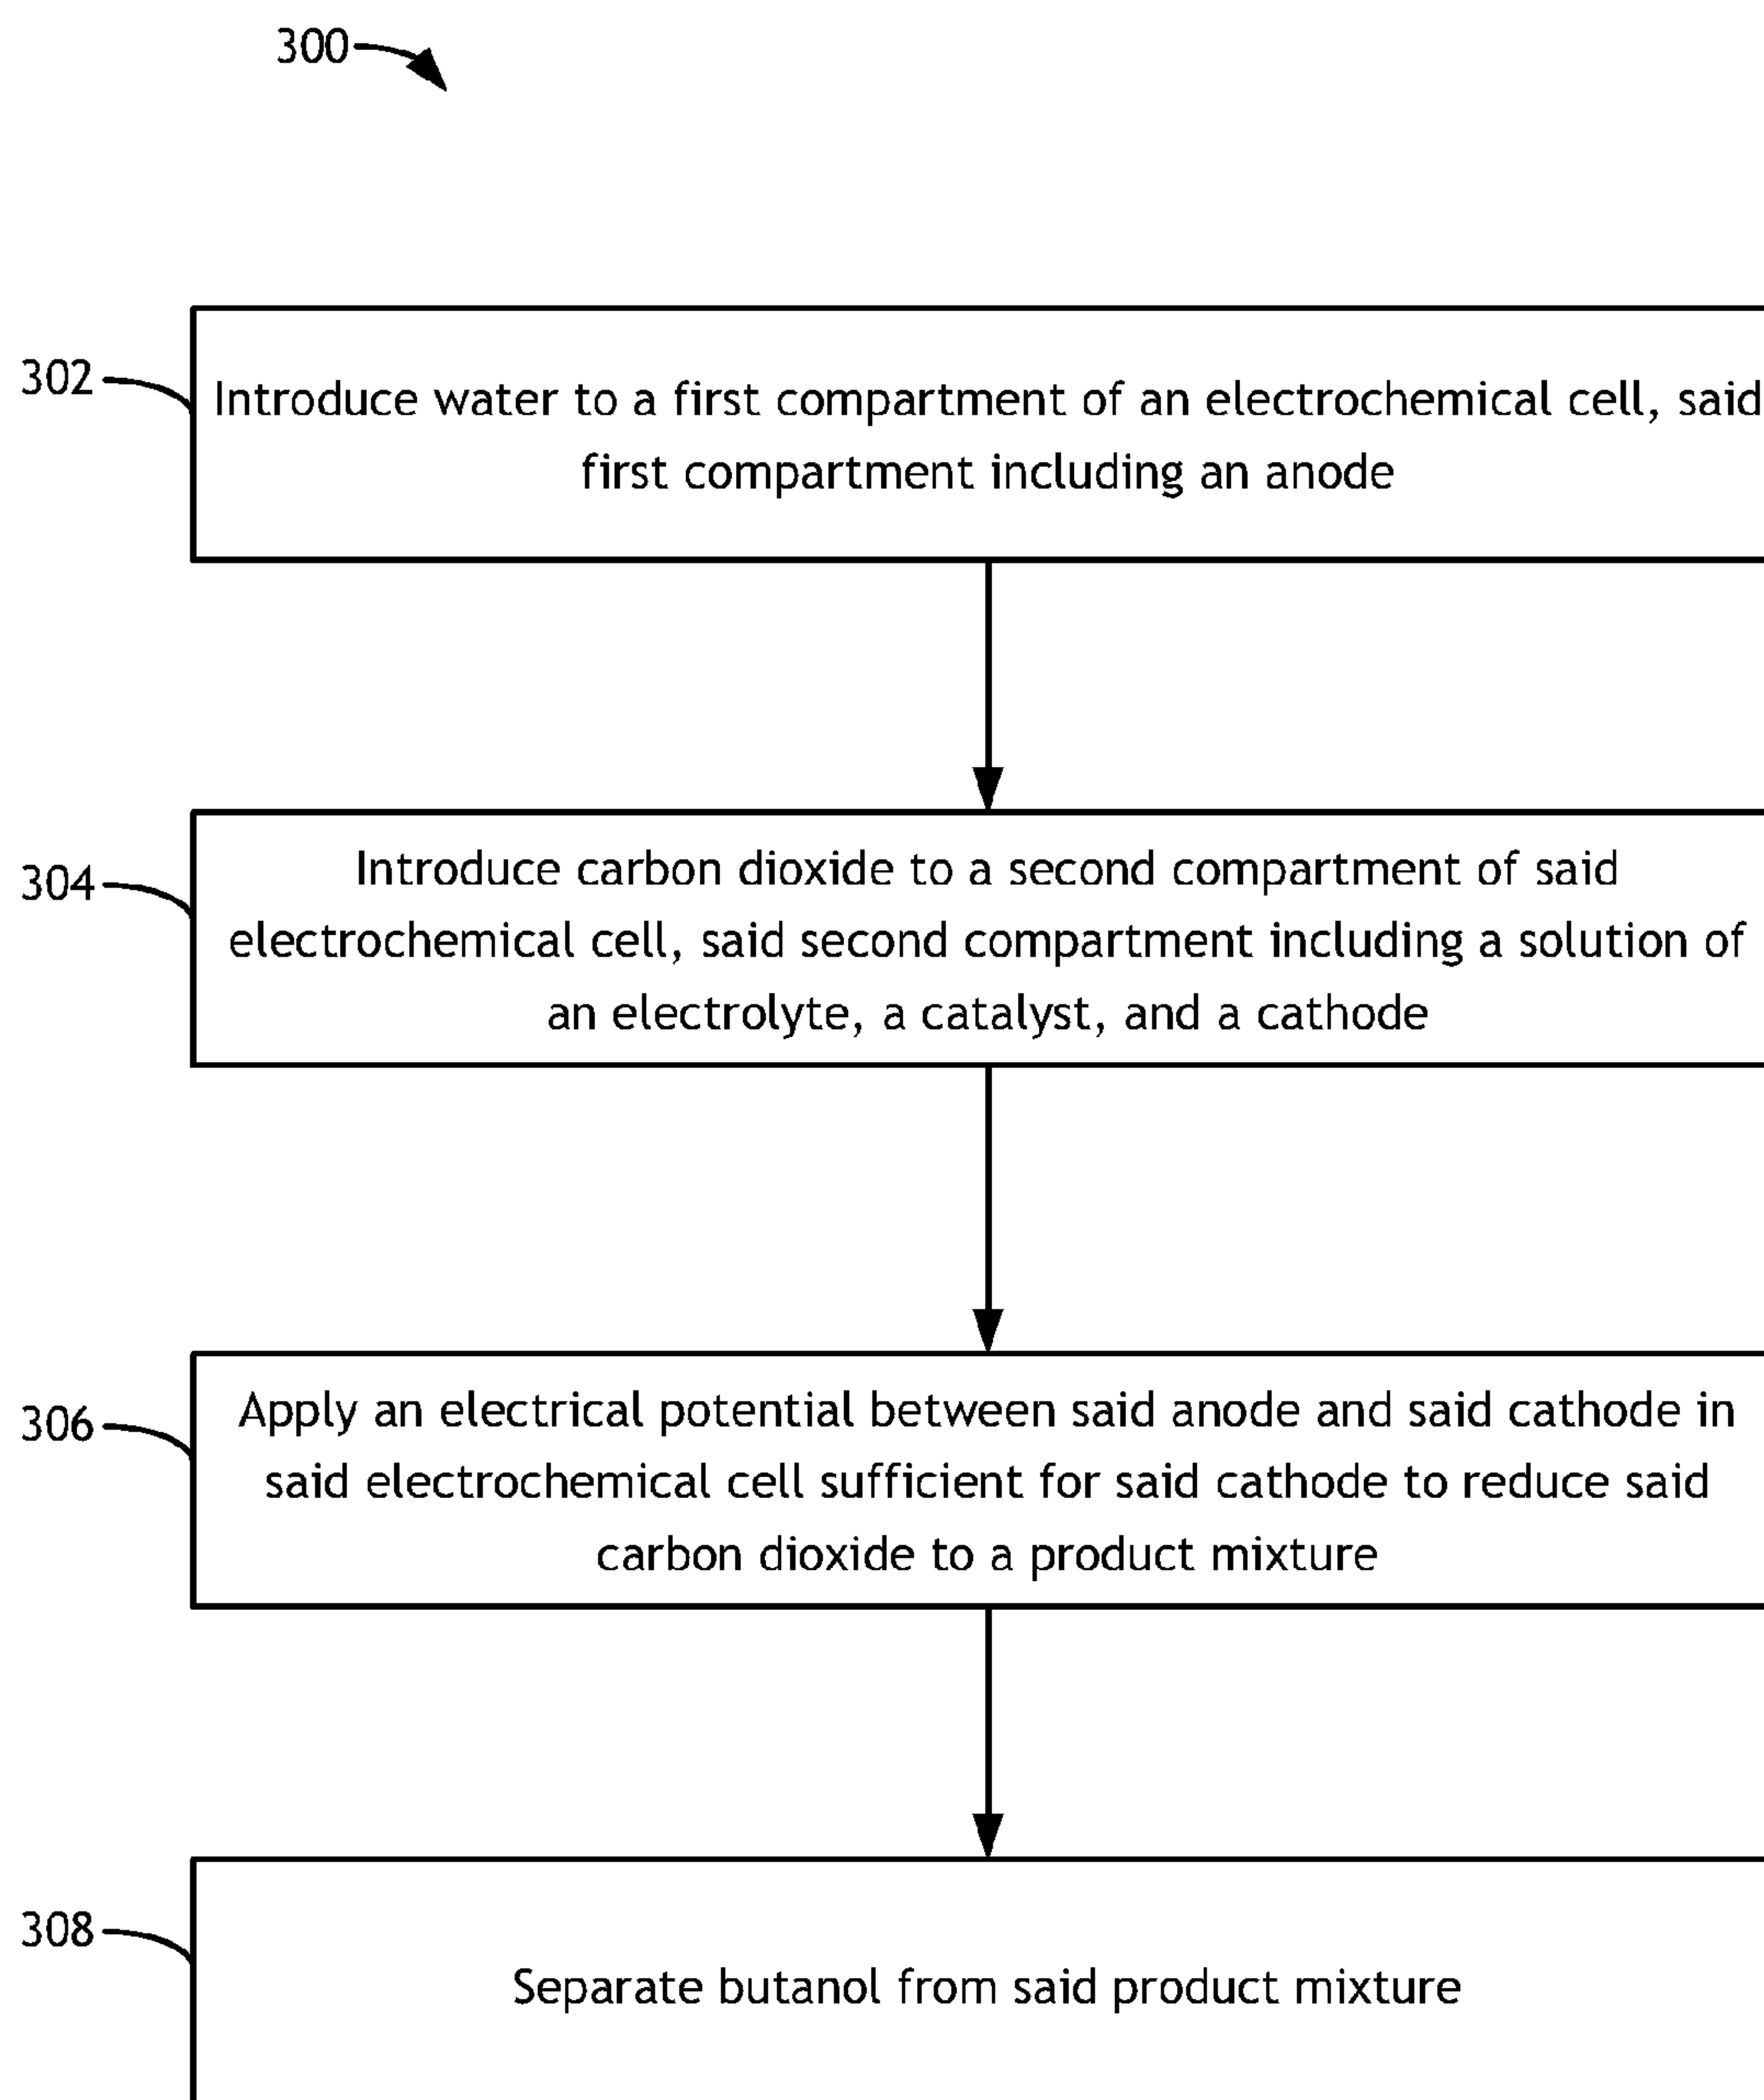 300
302
Introduce water to a first compartment of an electrochemical cell, said
first compartment including an anode
304
Introduce carbon dioxide to a second compartment of said
electrochemical cell, said second compartment including a solution of
an electrolyte, a catalyst, and a cathode
306
Apply an electrical potential between said anode and said cathode in
said electrochemical cell sufficient for said cathode to reduce said
carbon dioxide to a product mixture
308
Separate butanol from said product mixture